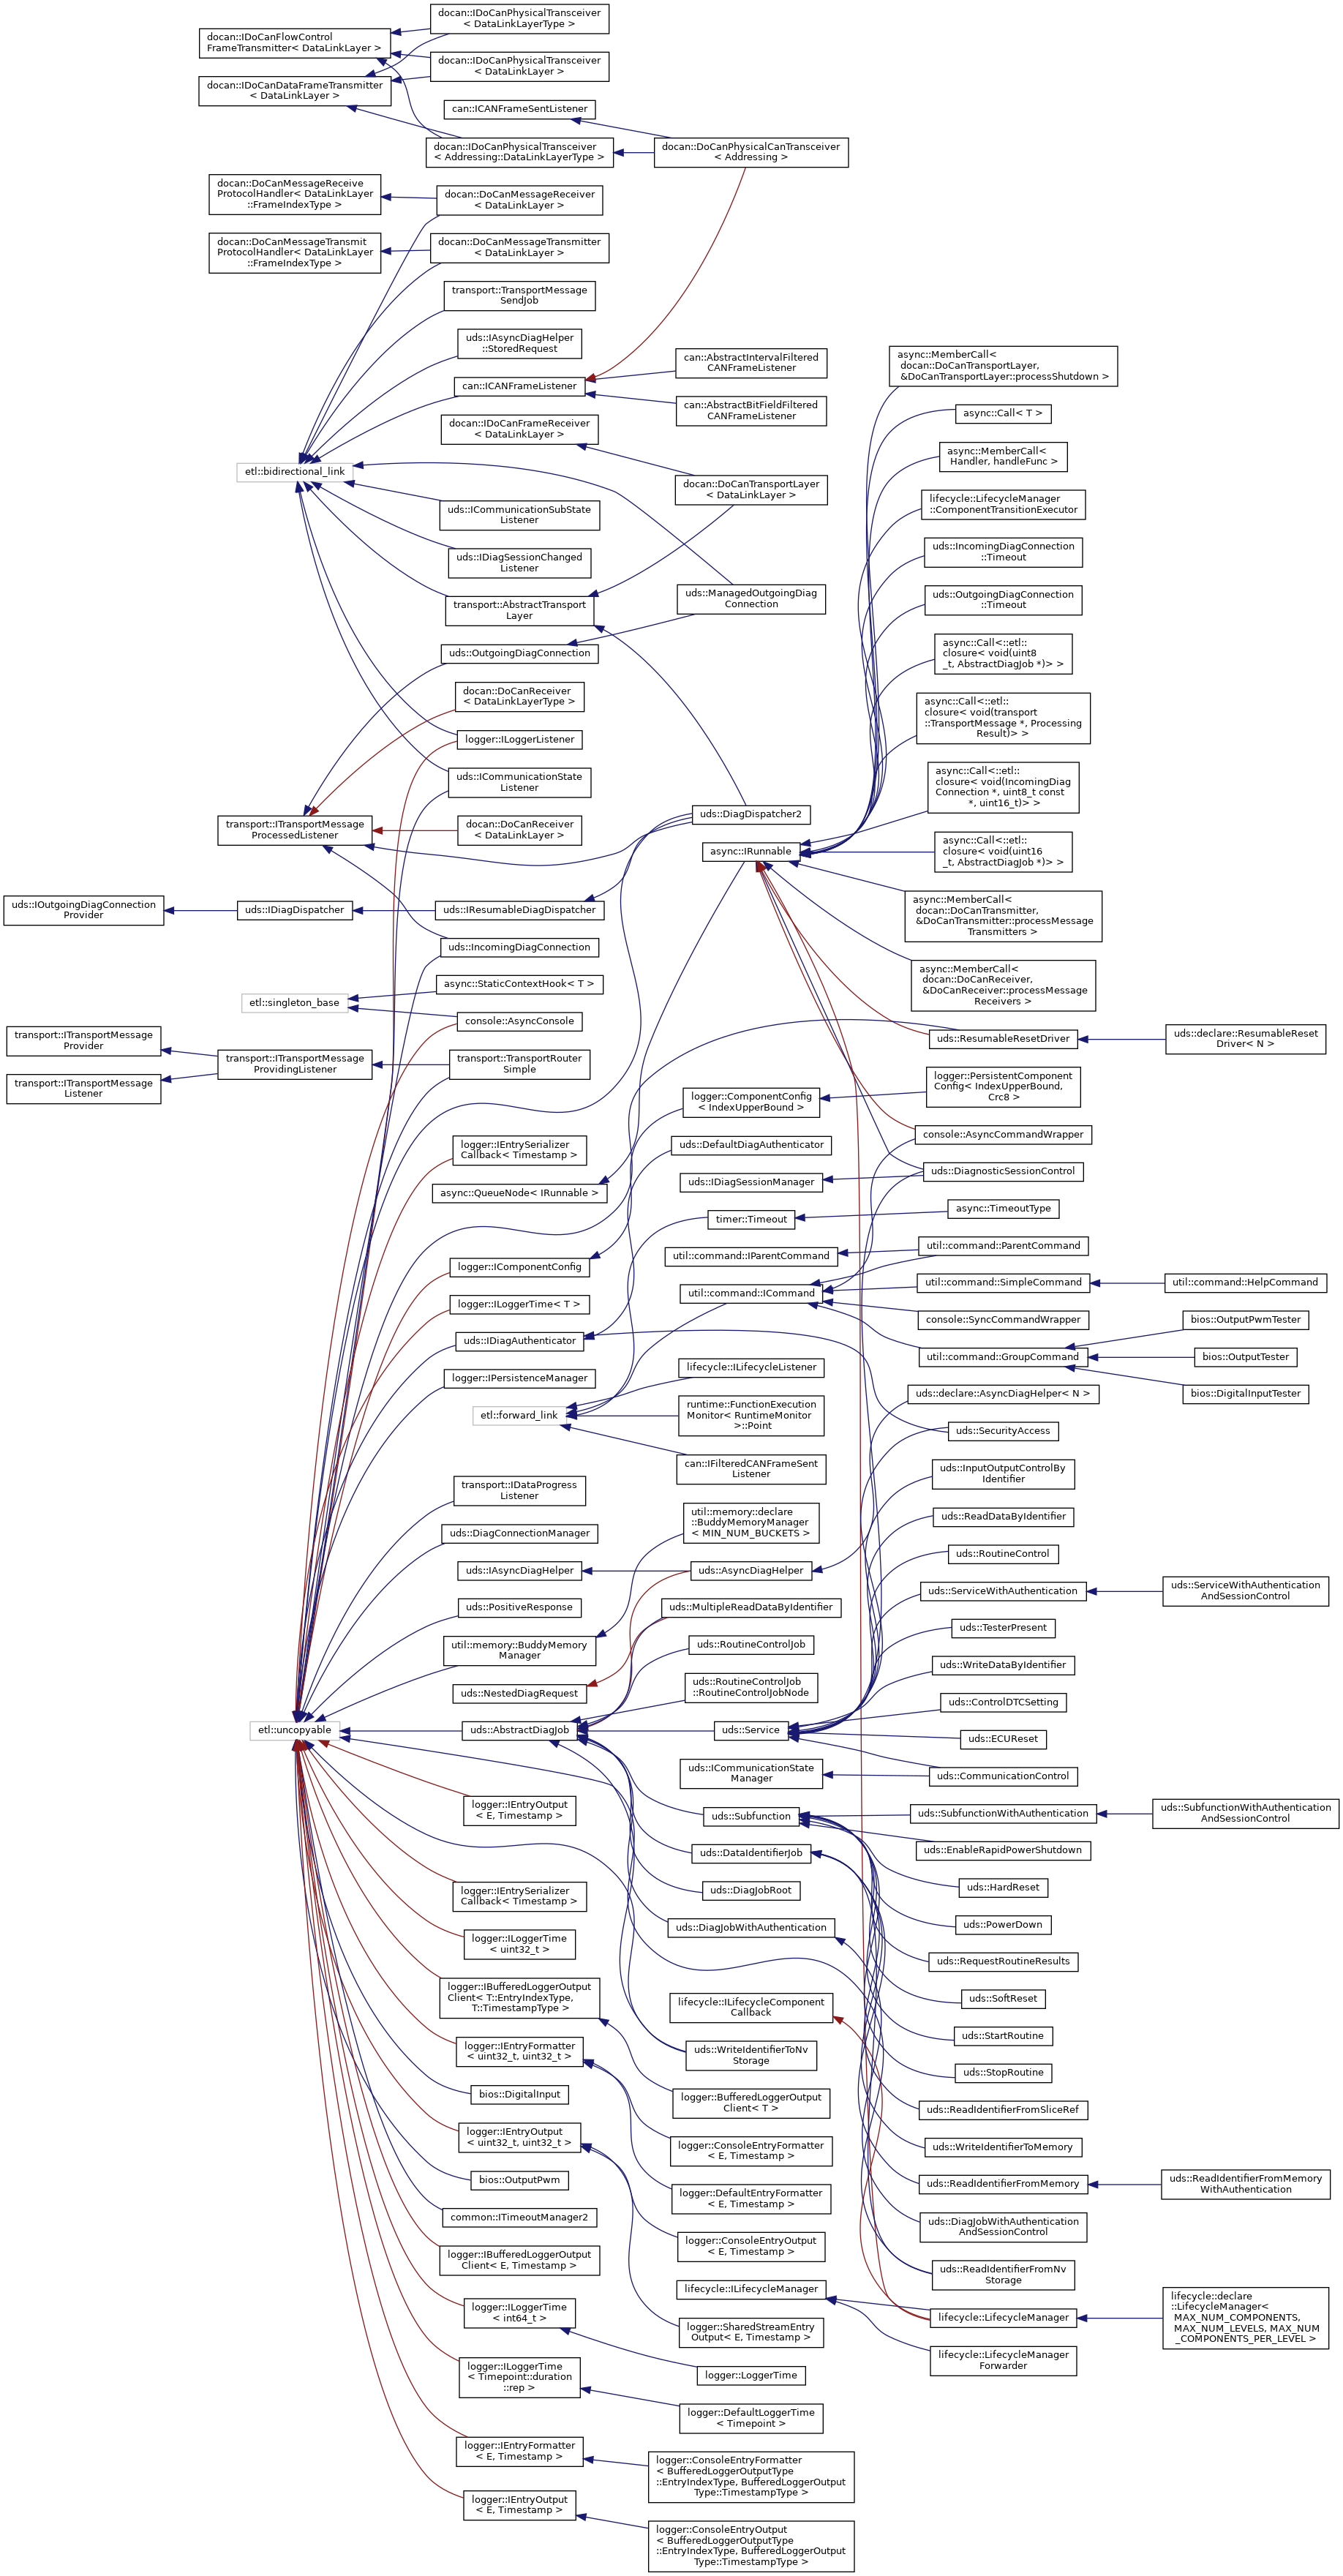 docan::IDoCanPhysicalTransceiver
< DataLinkLayerType >
docan::IDoCanFlowControl
FrameTransmitter< DataLinkLayer >
docan::IDoCanPhysicalTransceiver
< DataLinkLayer >
docan::IDoCanDataFrameTransmitter
< DataLinkLayer >
can::ICANFrameSentListener
docan::IDoCanPhysicalTransceiver
< Addressing::DataLinkLayerType >
docan::DoCanPhysicalCanTransceiver
< Addressing >
docan::DoCanMessageReceive
ProtocolHandler< DataLinkLayer
::FrameIndexType >
docan::DoCanMessageReceiver
< DataLinkLayer >
docan::DoCanMessageTransmit
ProtocolHandler< DataLinkLayer
::FrameIndexType >
docan::DoCanMessageTransmitter
< DataLinkLayer >
transport::TransportMessage
SendJob
uds::IAsyncDiagHelper
::StoredRequest
can::ICANFrameListener
can::AbstractIntervalFiltered
CANFrameListener
can::AbstractBitFieldFiltered
CANFrameListener
docan::IDoCanFrameReceiver
< DataLinkLayer >
etl::bidirectional_link
docan::DoCanTransportLayer
< DataLinkLayer >
uds::ICommunicationSubState
Listener
uds::IDiagSessionChanged
Listener
transport::AbstractTransport
Layer
uds::ManagedOutgoingDiag
Connection
uds::OutgoingDiagConnection
docan::DoCanReceiver
< DataLinkLayerType >
logger::ILoggerListener
uds::ICommunicationState
Listener
transport::ITransportMessage
ProcessedListener
docan::DoCanReceiver
< DataLinkLayer >
uds::DiagDispatcher2
async::IRunnable
async::MemberCall<
docan::DoCanTransportLayer,
&DoCanTransportLayer::processShutdown >
async::Call< T >
async::MemberCall<
Handler, handleFunc >
lifecycle::LifecycleManager
::ComponentTransitionExecutor
uds::IncomingDiagConnection
::Timeout
uds::OutgoingDiagConnection
::Timeout
async::Call<::etl::
closure< void(uint8
_t, AbstractDiagJob *)> >
async::Call<::etl::
closure< void(transport
::TransportMessage *, Processing
Result)> >
async::Call<::etl::
closure< void(IncomingDiag
Connection *, uint8_t const
*, uint16_t)> >
async::Call<::etl::
closure< void(uint16
_t, AbstractDiagJob *)> >
async::MemberCall<
docan::DoCanTransmitter,
&DoCanTransmitter::processMessage
Transmitters >
async::MemberCall<
docan::DoCanReceiver,
&DoCanReceiver::processMessage
Receivers >
uds::IOutgoingDiagConnection
Provider
uds::IDiagDispatcher
uds::IResumableDiagDispatcher
uds::IncomingDiagConnection
etl::singleton_base
async::StaticContextHook< T >
console::AsyncConsole
transport::ITransportMessage
Provider
transport::ITransportMessage
Listener
transport::ITransportMessage
ProvidingListener
transport::TransportRouter
Simple
uds::ResumableResetDriver
uds::declare::ResumableReset
Driver< N >
logger::ComponentConfig
< IndexUpperBound >
logger::PersistentComponent
Config< IndexUpperBound,
Crc8 >
logger::IEntrySerializer
Callback< Timestamp >
uds::DefaultDiagAuthenticator
console::AsyncCommandWrapper
async::QueueNode< IRunnable >
uds::IDiagSessionManager
uds::DiagnosticSessionControl
timer::Timeout
async::TimeoutType
logger::IComponentConfig
util::command::IParentCommand
util::command::ParentCommand
util::command::ICommand
util::command::SimpleCommand
util::command::HelpCommand
logger::ILoggerTime< T >
console::SyncCommandWrapper
bios::OutputPwmTester
uds::IDiagAuthenticator
util::command::GroupCommand
bios::OutputTester
bios::DigitalInputTester
logger::IPersistenceManager
lifecycle::ILifecycleListener
etl::forward_link
runtime::FunctionExecution
Monitor< RuntimeMonitor
>::Point
can::IFilteredCANFrameSent
Listener
uds::declare::AsyncDiagHelper< N >
uds::SecurityAccess
uds::InputOutputControlBy
Identifier
transport::IDataProgress
Listener
uds::DiagConnectionManager
util::memory::declare
::BuddyMemoryManager
< MIN_NUM_BUCKETS >
uds::ReadDataByIdentifier
uds::RoutineControl
uds::IAsyncDiagHelper
uds::AsyncDiagHelper
uds::ServiceWithAuthentication
uds::ServiceWithAuthentication
AndSessionControl
uds::PositiveResponse
uds::MultipleReadDataByIdentifier
uds::TesterPresent
util::memory::BuddyMemory
Manager
uds::RoutineControlJob
uds::WriteDataByIdentifier
uds::NestedDiagRequest
uds::RoutineControlJob
::RoutineControlJobNode
uds::ControlDTCSetting
etl::uncopyable
uds::AbstractDiagJob
uds::Service
uds::ECUReset
uds::ICommunicationState
Manager
uds::CommunicationControl
logger::IEntryOutput
< E, Timestamp >
uds::Subfunction
uds::SubfunctionWithAuthentication
uds::SubfunctionWithAuthentication
AndSessionControl
uds::DataIdentifierJob
uds::EnableRapidPowerShutdown
logger::IEntrySerializer
Callback< Timestamp >
uds::DiagJobRoot
uds::HardReset
uds::DiagJobWithAuthentication
uds::PowerDown
logger::ILoggerTime
< uint32_t >
uds::RequestRoutineResults
logger::IBufferedLoggerOutput
Client< T::EntryIndexType,
T::TimestampType >
lifecycle::ILifecycleComponent
Callback
uds::SoftReset
logger::IEntryFormatter
< uint32_t, uint32_t >
uds::WriteIdentifierToNv
Storage
uds::StartRoutine
uds::StopRoutine
bios::DigitalInput
logger::BufferedLoggerOutput
Client< T >
uds::ReadIdentifierFromSliceRef
logger::IEntryOutput
< uint32_t, uint32_t >
logger::ConsoleEntryFormatter
< E, Timestamp >
uds::WriteIdentifierToMemory
bios::OutputPwm
logger::DefaultEntryFormatter
< E, Timestamp >
uds::ReadIdentifierFromMemory
uds::ReadIdentifierFromMemory
WithAuthentication
common::ITimeoutManager2
logger::ConsoleEntryOutput
< E, Timestamp >
uds::DiagJobWithAuthentication
AndSessionControl
logger::IBufferedLoggerOutput
Client< E, Timestamp >
lifecycle::ILifecycleManager
uds::ReadIdentifierFromNv
Storage
logger::ILoggerTime
< int64_t >
logger::SharedStreamEntry
Output< E, Timestamp >
lifecycle::LifecycleManager
lifecycle::declare
::LifecycleManager<
MAX_NUM_COMPONENTS,
MAX_NUM_LEVELS, MAX_NUM
_COMPONENTS_PER_LEVEL >
lifecycle::LifecycleManager
Forwarder
logger::ILoggerTime
< Timepoint::duration
::rep >
logger::LoggerTime
logger::DefaultLoggerTime
< Timepoint >
logger::IEntryFormatter
< E, Timestamp >
logger::ConsoleEntryFormatter
< BufferedLoggerOutputType
::EntryIndexType, BufferedLoggerOutput
Type::TimestampType >
logger::IEntryOutput
< E, Timestamp >
logger::ConsoleEntryOutput
< BufferedLoggerOutputType
::EntryIndexType, BufferedLoggerOutput
Type::TimestampType >